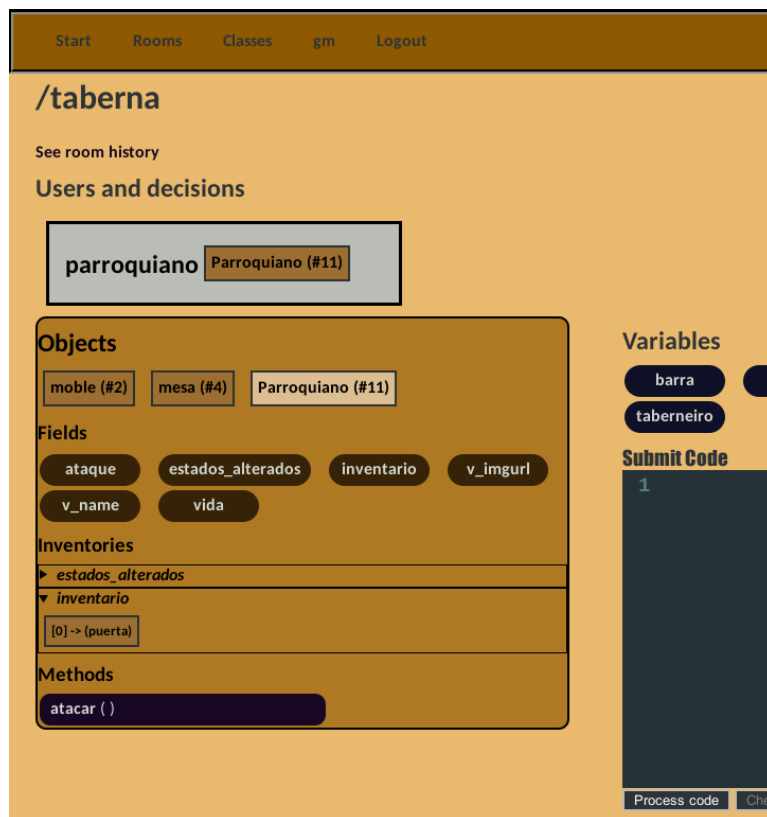 Start Rooms Classes gm Logout
/taberna
See room history
Users and decisions
parroquiano Parroquiano (#11)
Objects
moble (#2) mesa (#4) Parroquiano (#11)
Fields
ataque estados_alterados inventario v_imgurl
v_name vida
Inventories
estados_alterados
inventario
[0] -> (puerta)
Methods
atacar ( )
Variables
barra
taberneiro
Submit Code
1
Process code